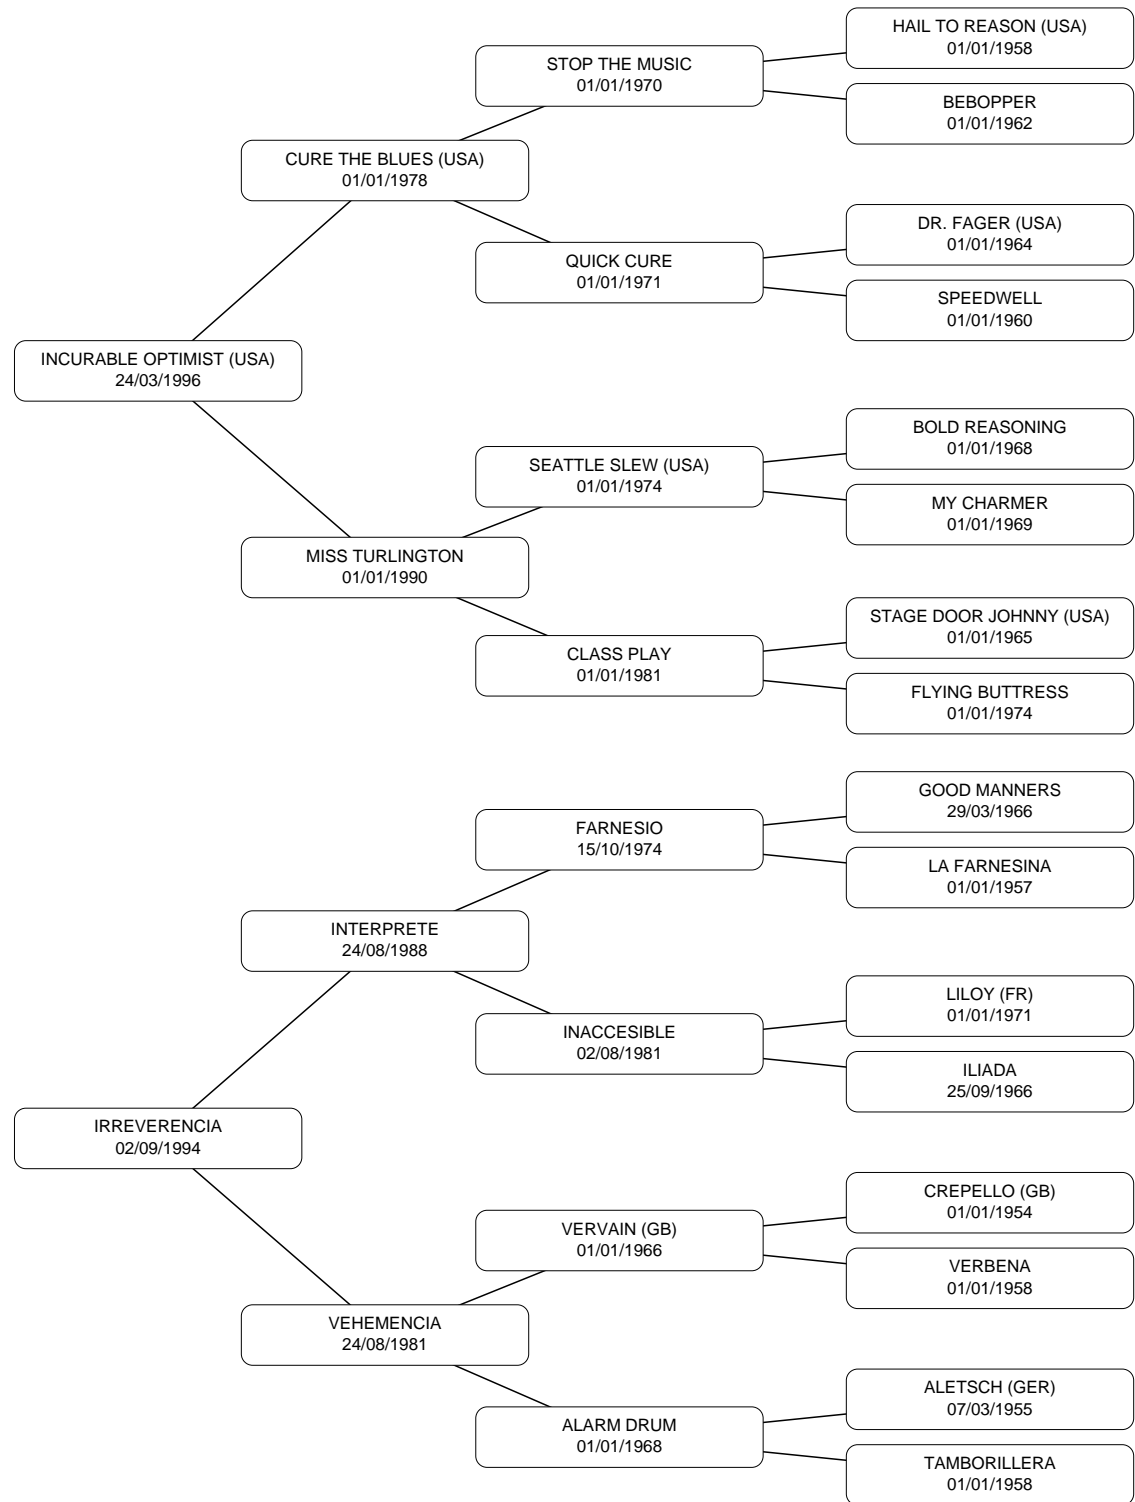 HAIL TO REASON (USA)
01/01/1958
STOP THE MUSIC
01/01/1970
BEBOPPER
01/01/1962
CURE THE BLUES (USA)
01/01/1978
DR. FAGER (USA)
01/01/1964
QUICK CURE
01/01/1971
SPEEDWELL
01/01/1960
INCURABLE OPTIMIST (USA)
24/03/1996
BOLD REASONING
01/01/1968
SEATTLE SLEW (USA)
01/01/1974
MY CHARMER
01/01/1969
MISS TURLINGTON
01/01/1990
STAGE DOOR JOHNNY (USA)
01/01/1965
CLASS PLAY
01/01/1981
FLYING BUTTRESS
01/01/1974
GOOD MANNERS
29/03/1966
FARNESIO
15/10/1974
LA FARNESINA
01/01/1957
INTERPRETE
24/08/1988
LILOY (FR)
01/01/1971
INACCESIBLE
02/08/1981
ILIADA
25/09/1966
IRREVERENCIA
02/09/1994
CREPELLO (GB)
01/01/1954
VERVAIN (GB)
01/01/1966
VERBENA
01/01/1958
VEHEMENCIA
24/08/1981
ALETSCH (GER)
07/03/1955
ALARM DRUM
01/01/1968
TAMBORILLERA
01/01/1958